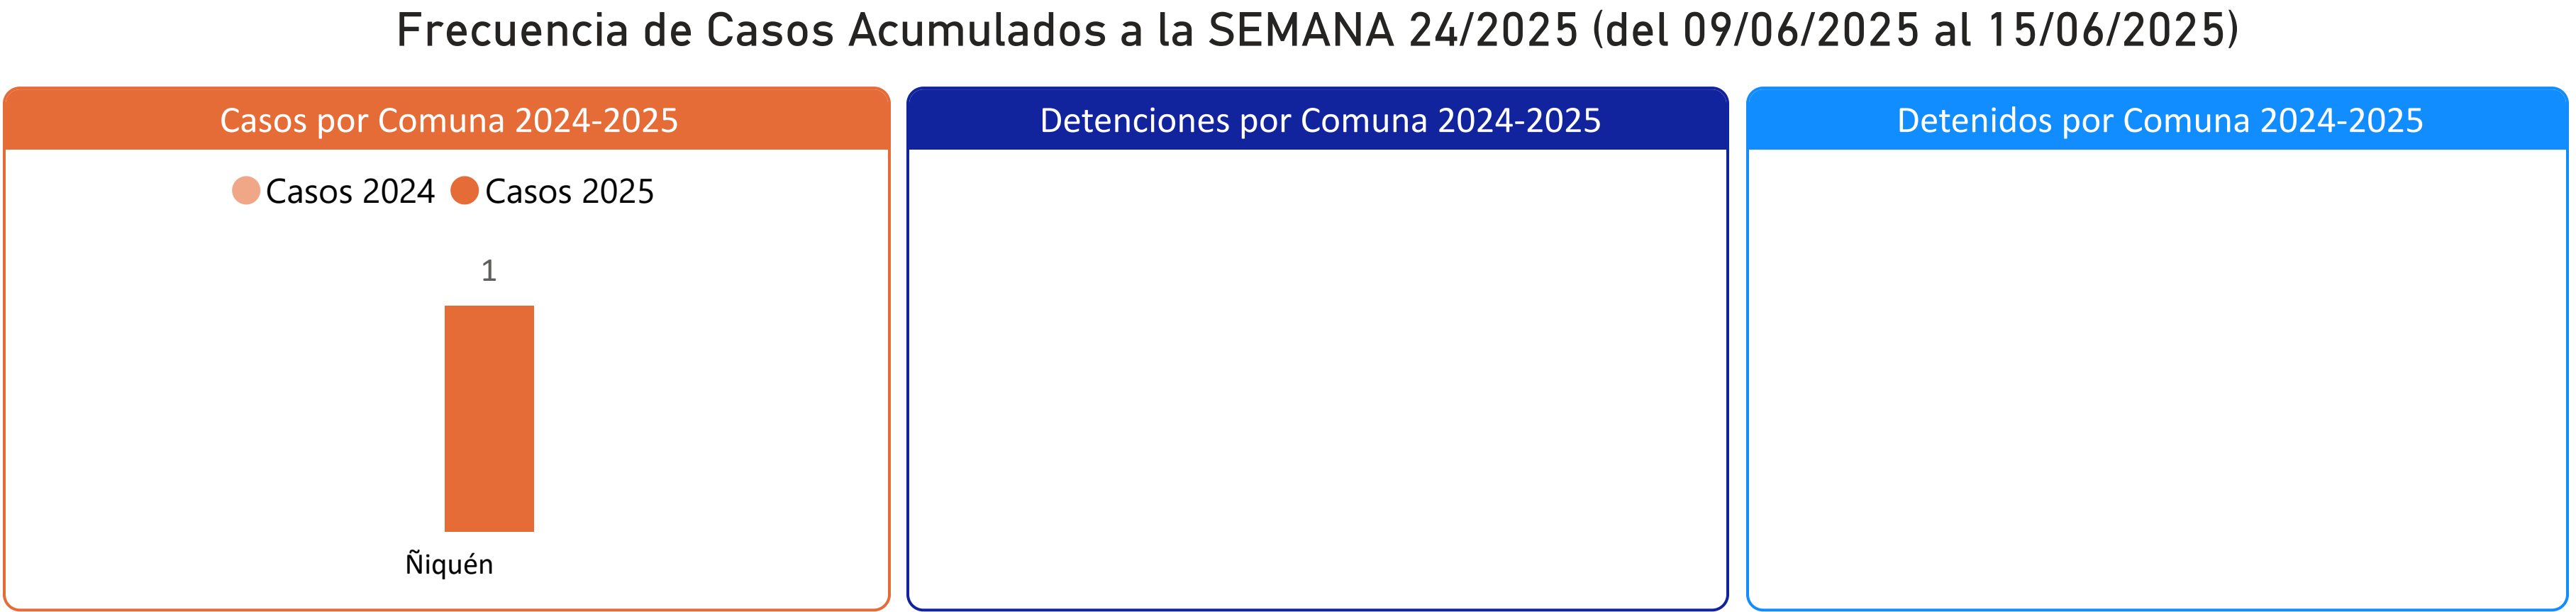 Frecuencia de Casos Acumulados a la SEMANA 24/2025 (del 09/06/2025 al 15/06/2025)
Casos por Comuna 2024-2025
Casos 2024 Casos 2025
1
Ñiquén
Detenciones por Comuna 2024-2025
Detenidos por Comuna 2024-2025